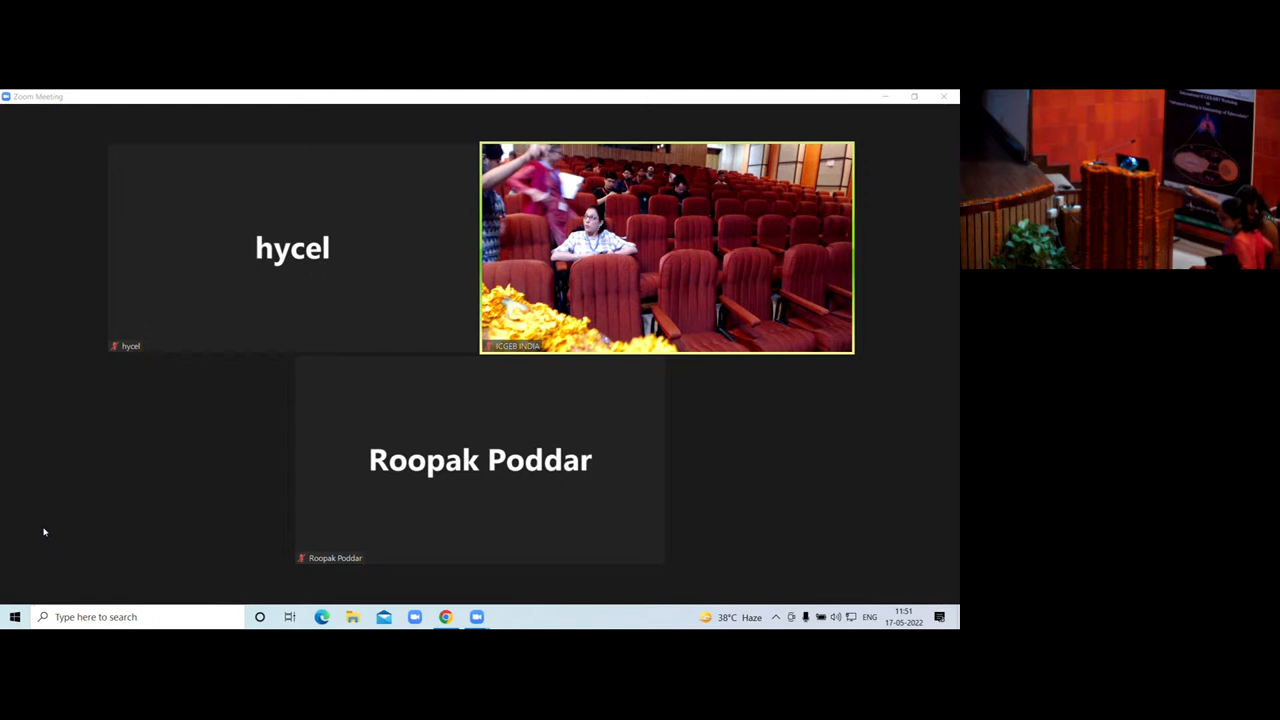 Zoom Meeting
hycel
hycel
ICGEB INDIA
Roopak Poddar
Roopak Poddar
Type here to search
38°C Haze
ENG
11:51
17-05-2022